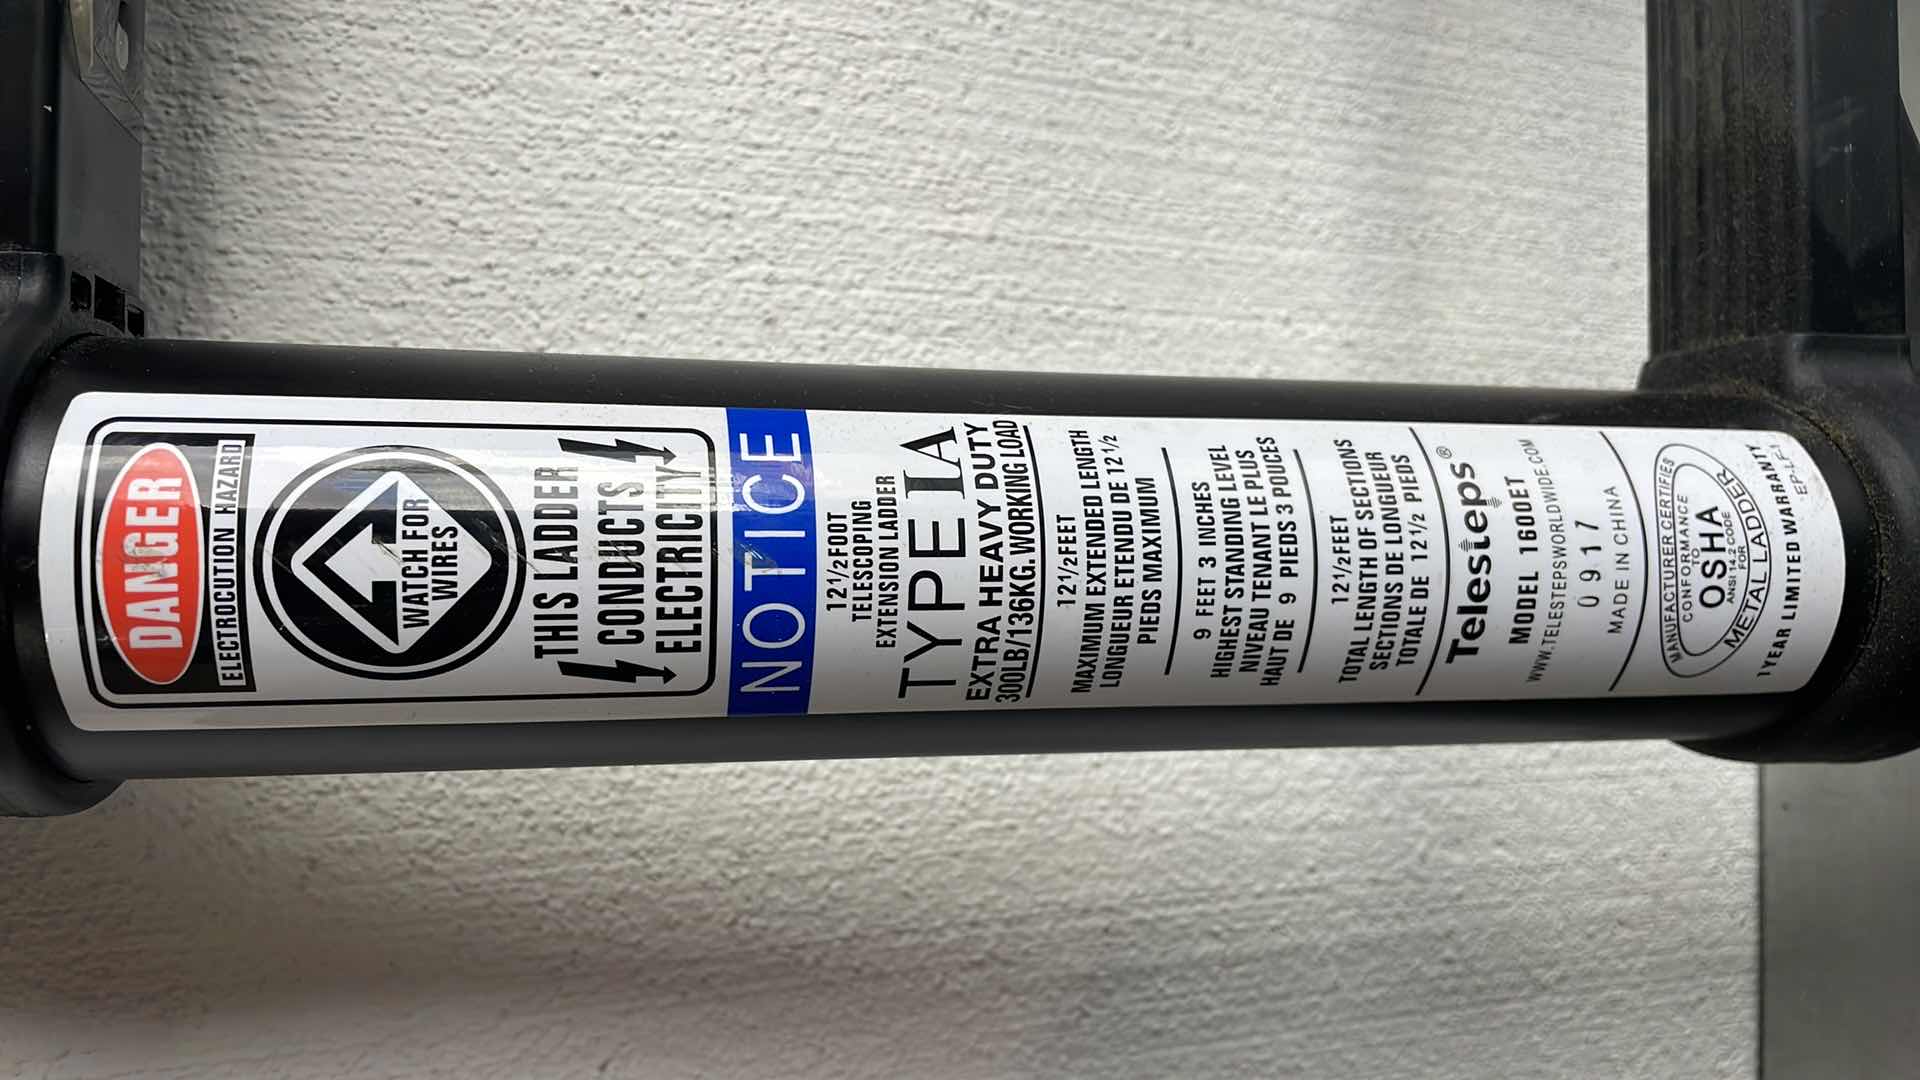 DANGER
ELECTROCUTION HAZARD
WATCH FOR
WIRES
THIS LADDER
CONDUCTS
ELECTRICITY
NOTICE
12 1/2 FOOT
TELESCOPING
EXTENSION LADDER
TYPE IA
EXTRA HEAVY DUTY
300LB/136KG. WORKING LOAD
12 1/2 FEET
MAXIMUM EXTENDED LENGTH
LONGUEUR ETENDU DE 12 1/2
PIEDS MAXIMUM
9 FEET 3 INCHES
HIGHEST STANDING LEVEL
NIVEAU TENANT LE PLUS
HAUT DE 9 PIEDS 3 POUCES
12 1/2 FEET
TOTAL LENGTH OF SECTIONS
SECTIONS DE LONGUEUR
TOTALE DE 12 1/2 PIEDS
Telesteps®
MODEL 1600ET
WWW.TELESTEPSWORLDWIDE.COM
0917
MADE IN CHINA
MANUFACTURER CERTIFIES
CONFORMANCE
TO
OSHA
ANSI 14.2 CODE
FOR
METAL LADDER
1 YEAR LIMITED WARRANTY